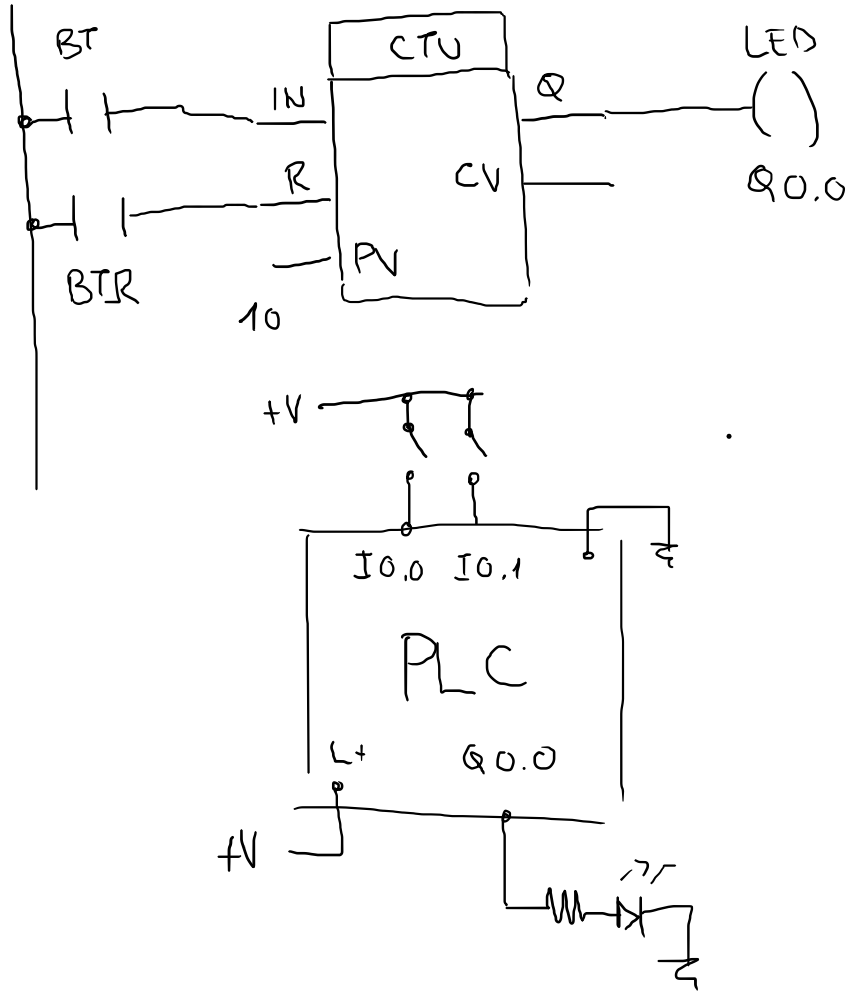 BT
CTU
LED
IN
Q
R
CV
Q0.0
BTR
PV
10
+V
I0.0 I0.1
PLC
L+
Q0.0
+V